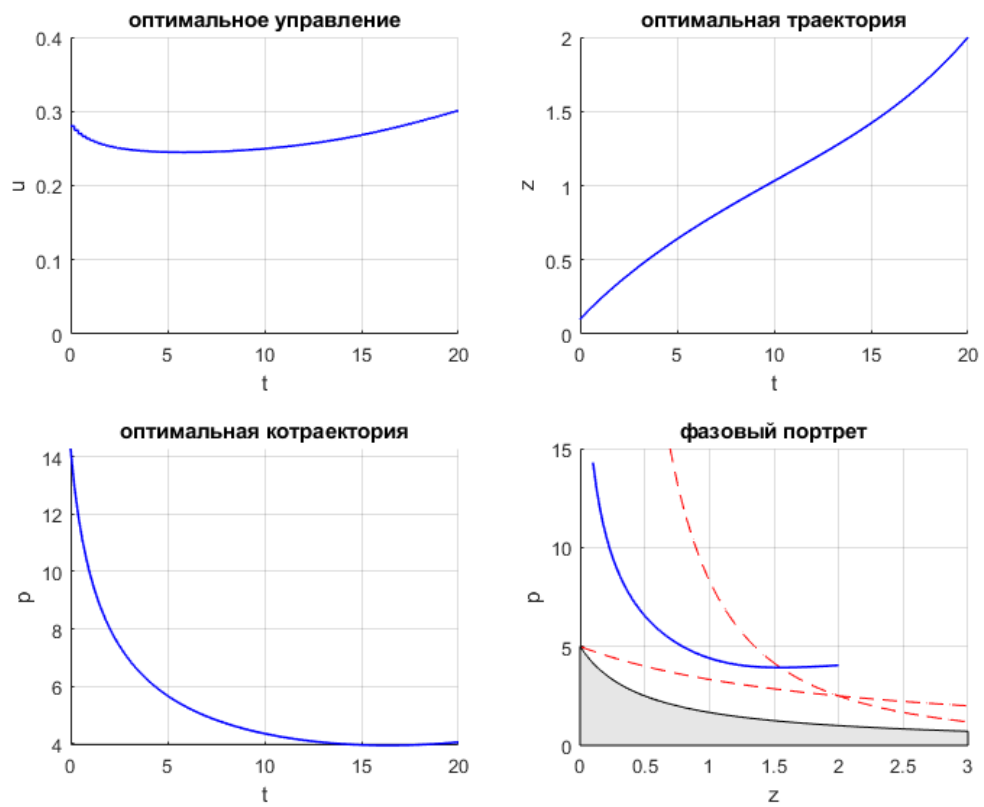 оптимальное управление
0.4
0.3
0.2
0.1
0
u
0 5 10 15 20
t
оптимальная траектория
2
1.5
1
0.5
0
z
0 5 10 15 20
t
оптимальная котраектория
14
12
10
8
6
4
p
0 5 10 15 20
t
фазовый портрет
15
10
5
0
p
0 0.5 1 1.5 2 2.5 3
z